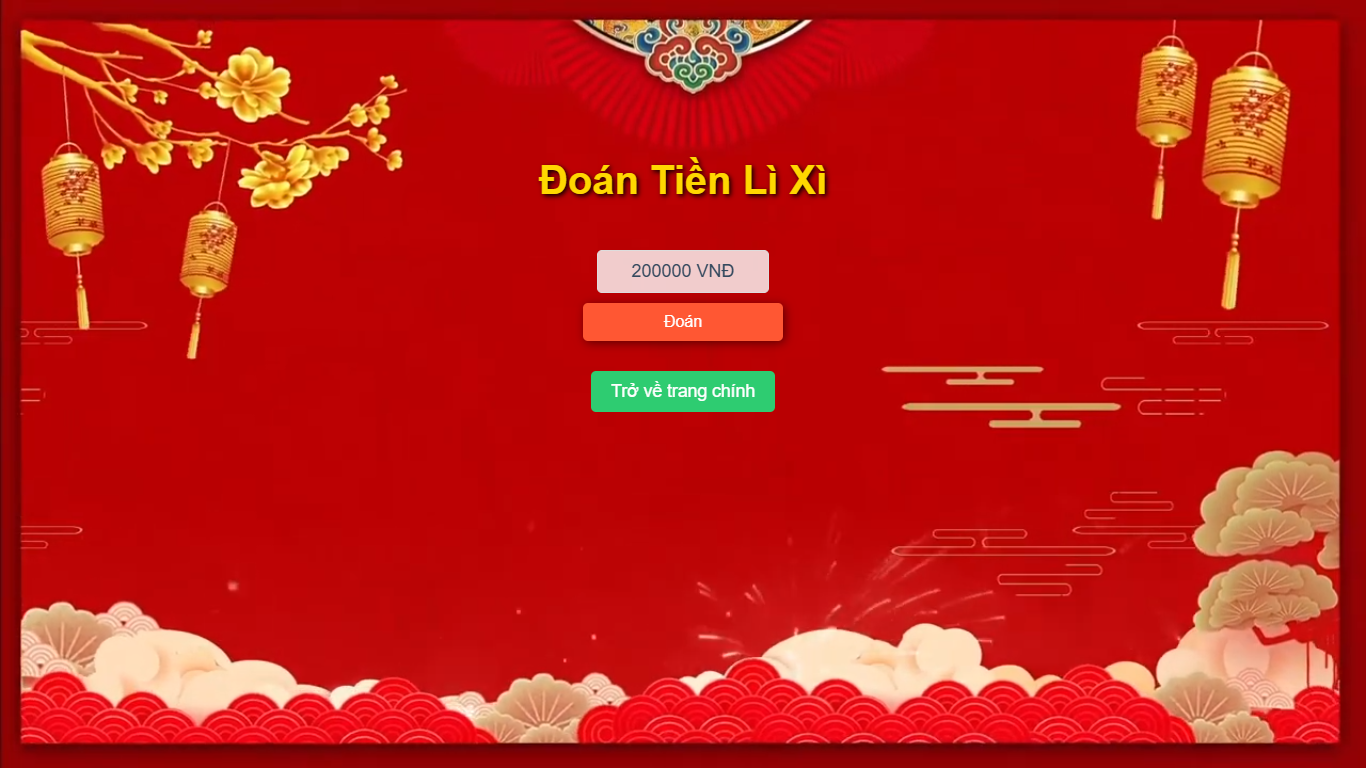 Đoán Tiền Lì Xì
200000 VNĐ
Đoán
Trở về trang chính